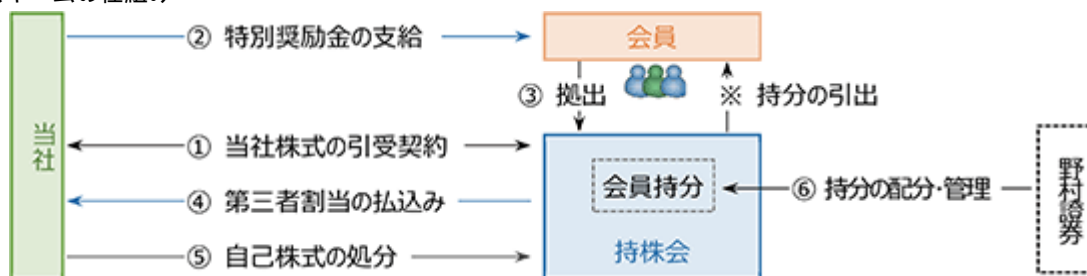 ② 特別奨励金の支給
会員
③ 拠出
※ 持分の引出
当社
① 当社株式の引受契約
会員持分
⑥ 持分の配分・管理
野村證券
④ 第三者割当の払込み
⑤ 自己株式の処分
持株会